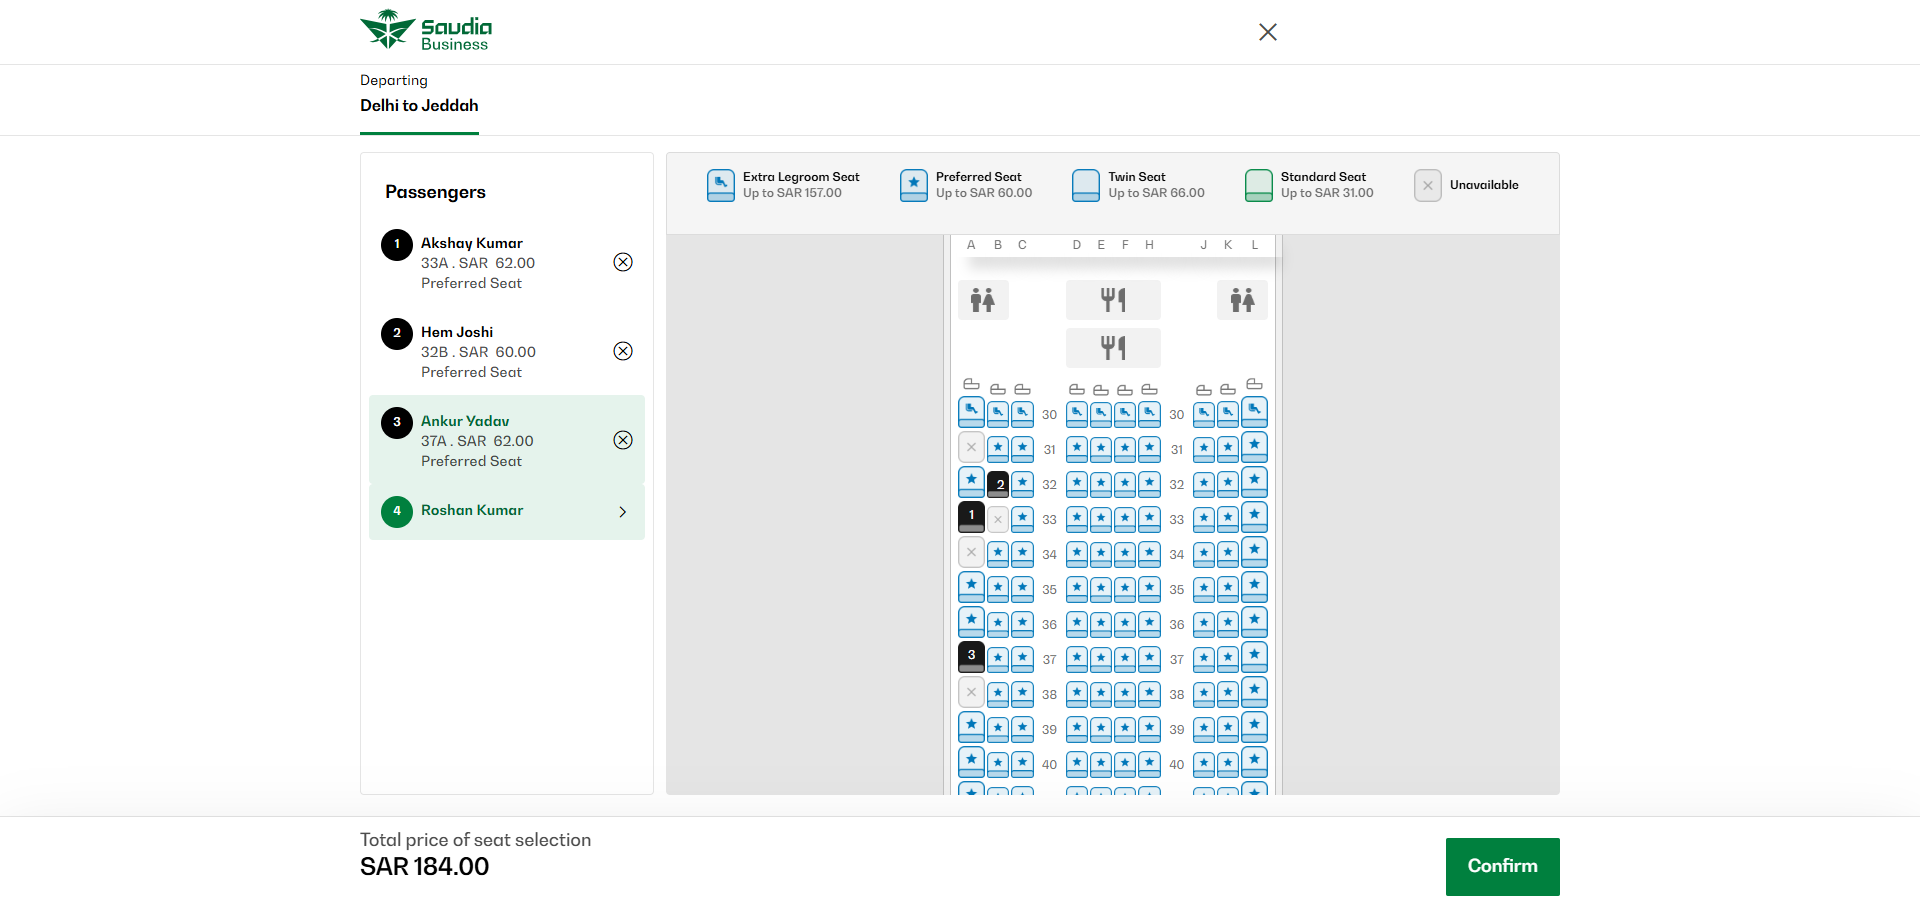 Saudia
Business
Departing
Delhi to Jeddah
Passengers
1
Akshay Kumar
33A . SAR 62.00
Preferred Seat
2
Hem Joshi
32B . SAR 60.00
Preferred Seat
3
Ankur Yadav
37A . SAR 62.00
Preferred Seat
4
Roshan Kumar
Extra Legroom Seat
Up to SAR 157.00
Preferred Seat
Up to SAR 60.00
Twin Seat
Up to SAR 66.00
Standard Seat
Up to SAR 31.00
Unavailable
A B C D E F H J K L
30 30
31 31
2 32 32
1 33 33
34 34
35 35
36 36
3 37 37
38 38
39 39
40 40
Total price of seat selection
SAR 184.00
Confirm